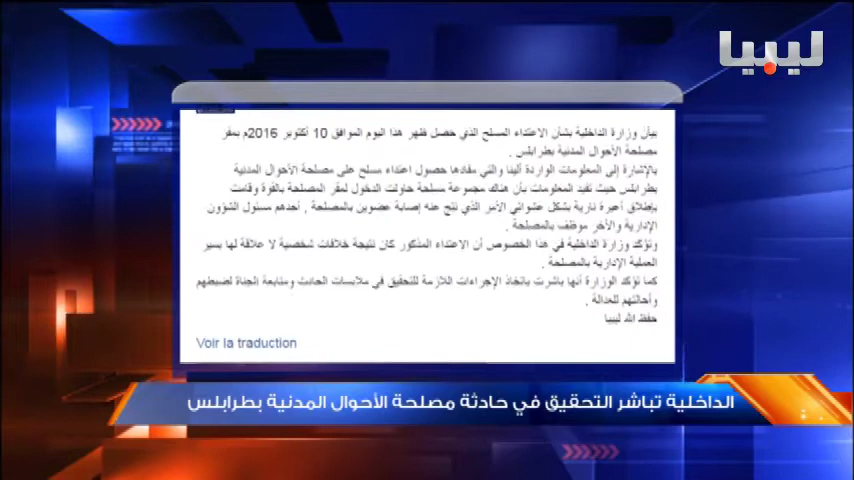 ليبيا
بيان وزارة الداخلية بشأن الاعتداء المسلح الذي حصل ظهر هذا اليوم الموافق 10 أكتوبر 2016م بمقر
مصلحة الأحوال المدنية بطرابلس .
بالإشارة إلى المعلومات الواردة ألينا والتي مفادها حصول اعتداء مسلح على مصلحة الأحوال المدنية
بطرابلس حيث تفيد المعلومات بأن هناك مجموعة مسلحة حاولت الدخول لمقر المصلحة بالقوة وقامت
بإطلاق أعيرة نارية بشكل عشوائي الأمر الذي نتج عنه إصابة عضوين بالمصلحة , أحدهم مسئول الشؤون
الإدارية والأخر موظف بالمصلحة .
وتؤكد وزارة الداخلية في هذا الخصوص أن الاعتداء المذكور كان نتيجة خلافات شخصية لا علاقة لها بسير
العملية الإدارية بالمصلحة .
كما تؤكد الوزارة أنها باشرت باتخاذ الإجراءات اللازمة للتحقيق في ملابسات الحادث ومتابعة الجناة لضبطهم
وأحالتهم للعدالة .
حفظ الله ليبيا
Voir la traduction
الداخلية تباشر التحقيق في حادثة مصلحة الأحوال المدنية بطرابلس